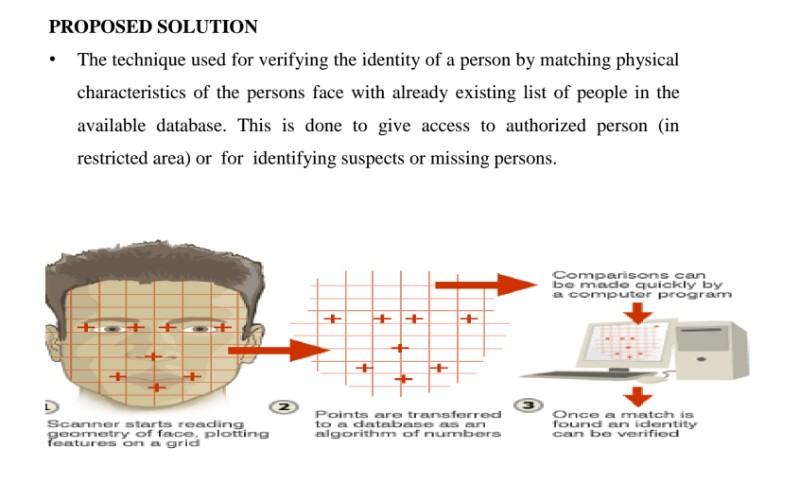 PROPOSED SOLUTION
• The technique used for verifying the identity of a person by matching physical
characteristics of the persons face with already existing list of people in the
available database. This is done to give access to authorized person (in
restricted area) or for identifying suspects or missing persons.
1
Scanner starts reading
geometry of face, plotting
features on a grid
2
Points are transferred
to a database as an
algorithm of numbers
Comparisons can
be made quickly by
a computer program
3
Once a match is
found an identity
can be verified